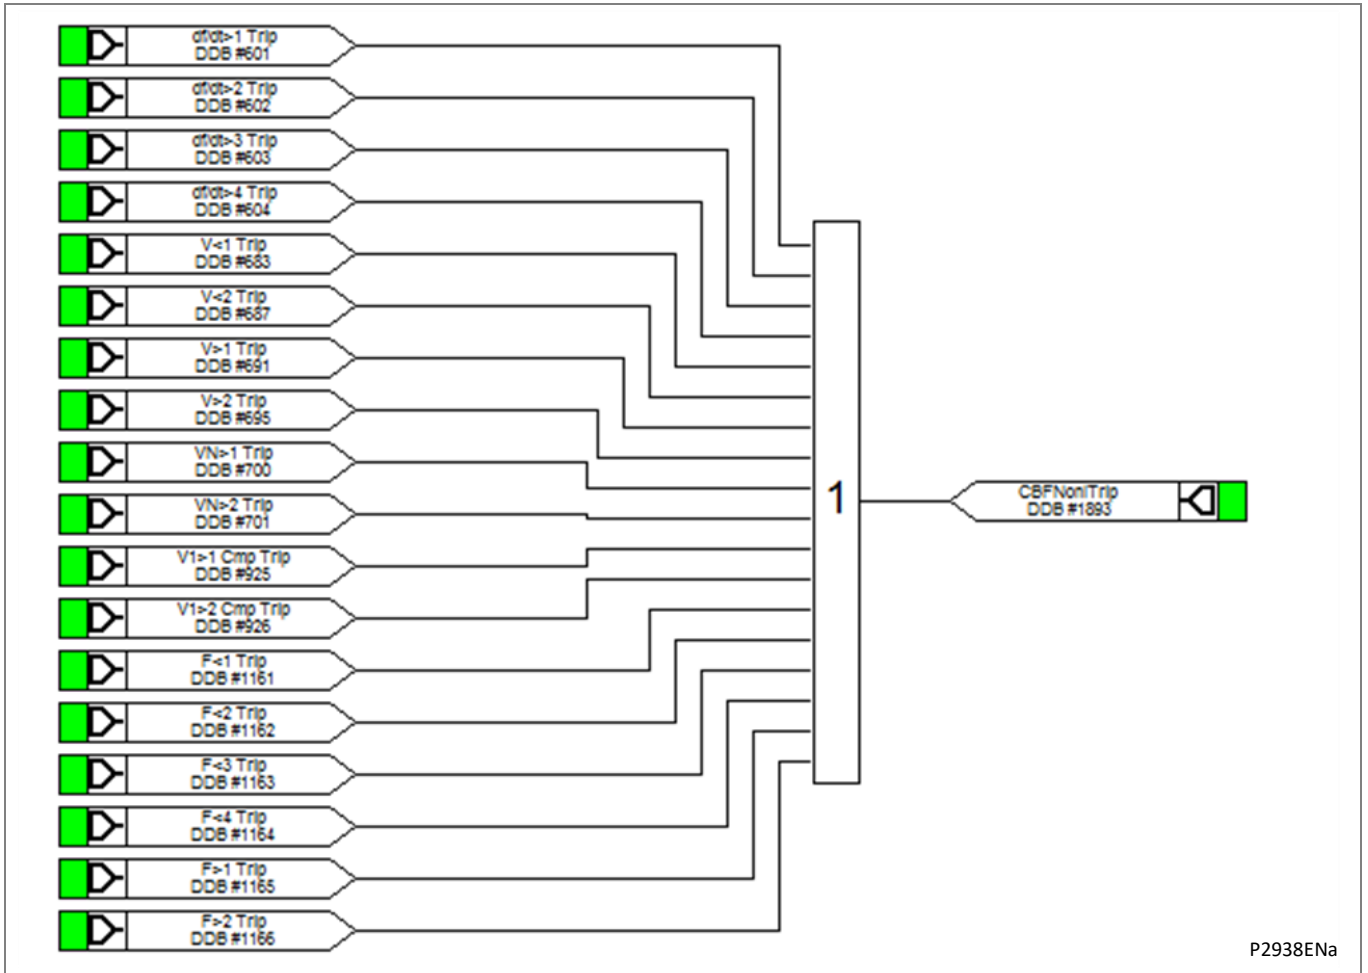 df/dt>1 Trip
DDB #601
df/dt>2 Trip
DDB #602
df/dt>3 Trip
DDB #603
df/dt>4 Trip
DDB #604
V<1 Trip
DDB #683
V<2 Trip
DDB #687
V>1 Trip
DDB #691
V>2 Trip
DDB #695
VN>1 Trip
DDB #700
VN>2 Trip
DDB #701
V1>1 Cmp Trip
DDB #925
V1>2 Cmp Trip
DDB #926
F<1 Trip
DDB #1161
F<2 Trip
DDB #1162
F<3 Trip
DDB #1163
F<4 Trip
DDB #1164
F>1 Trip
DDB #1165
F>2 Trip
DDB #1166
1
CBFNonITrip
DDB #1893
P2938ENa